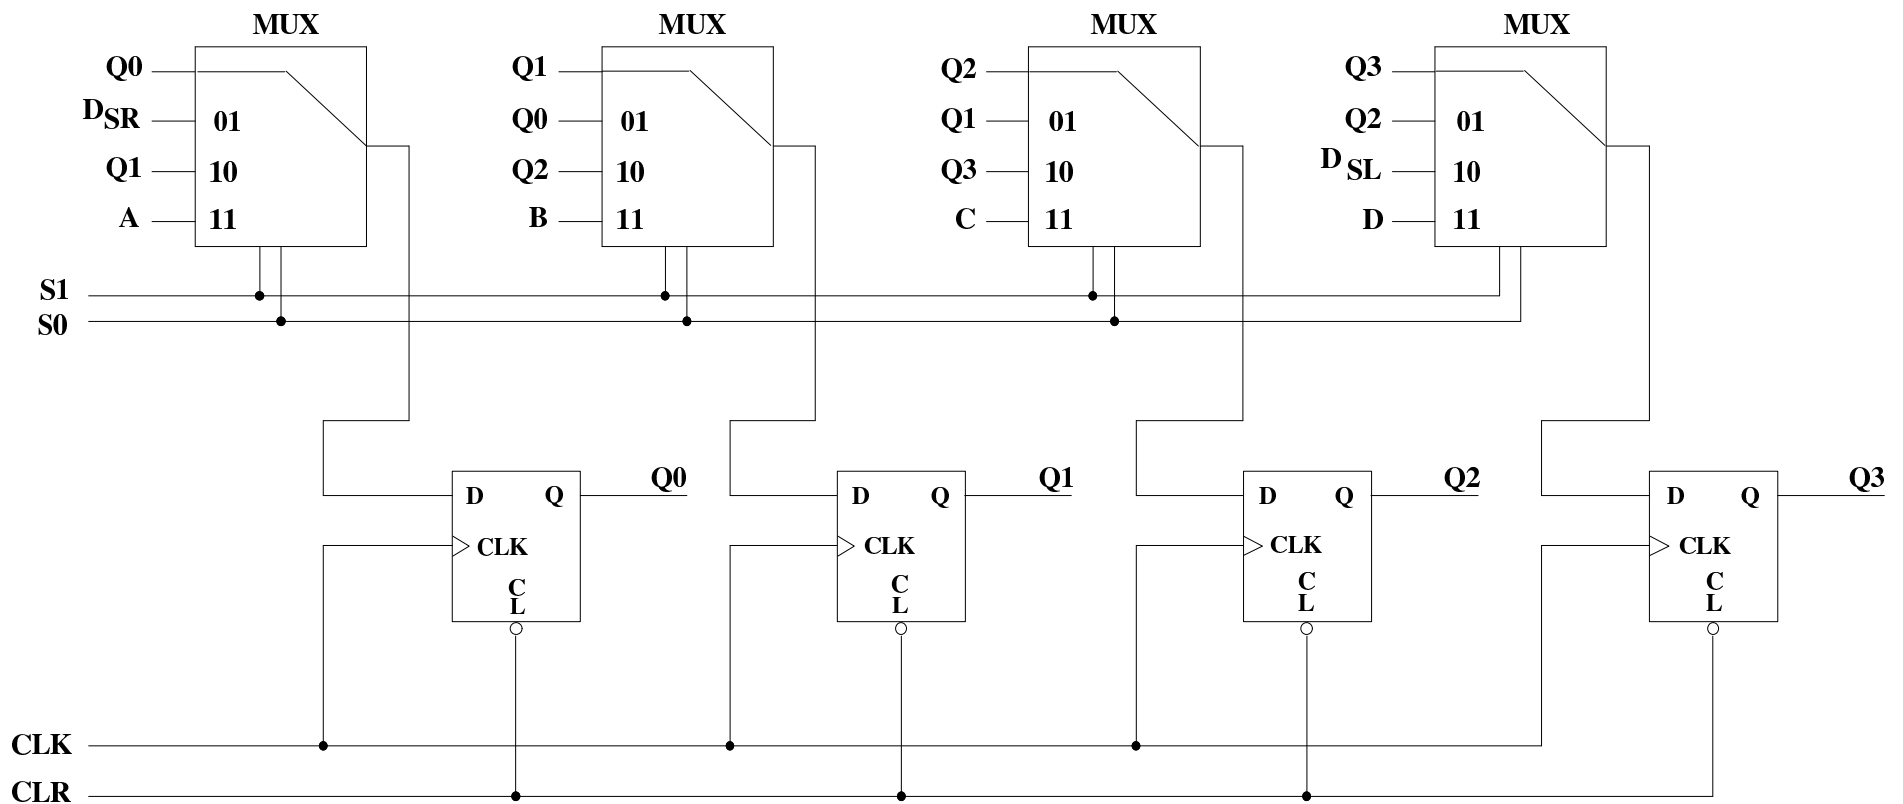 MUX MUX MUX MUX
Q0 Q1 Q2 Q3
DSR 01 Q0 01 Q1 01 Q2 01
Q1 10 Q2 10 Q3 10 D SL 10
A 11 B 11 C 11 D 11
S1
S0
Q0 Q1 Q2 Q3
D Q D Q D Q D Q
CLK CLK CLK CLK
C C C C
L L L L
CLK
CLR